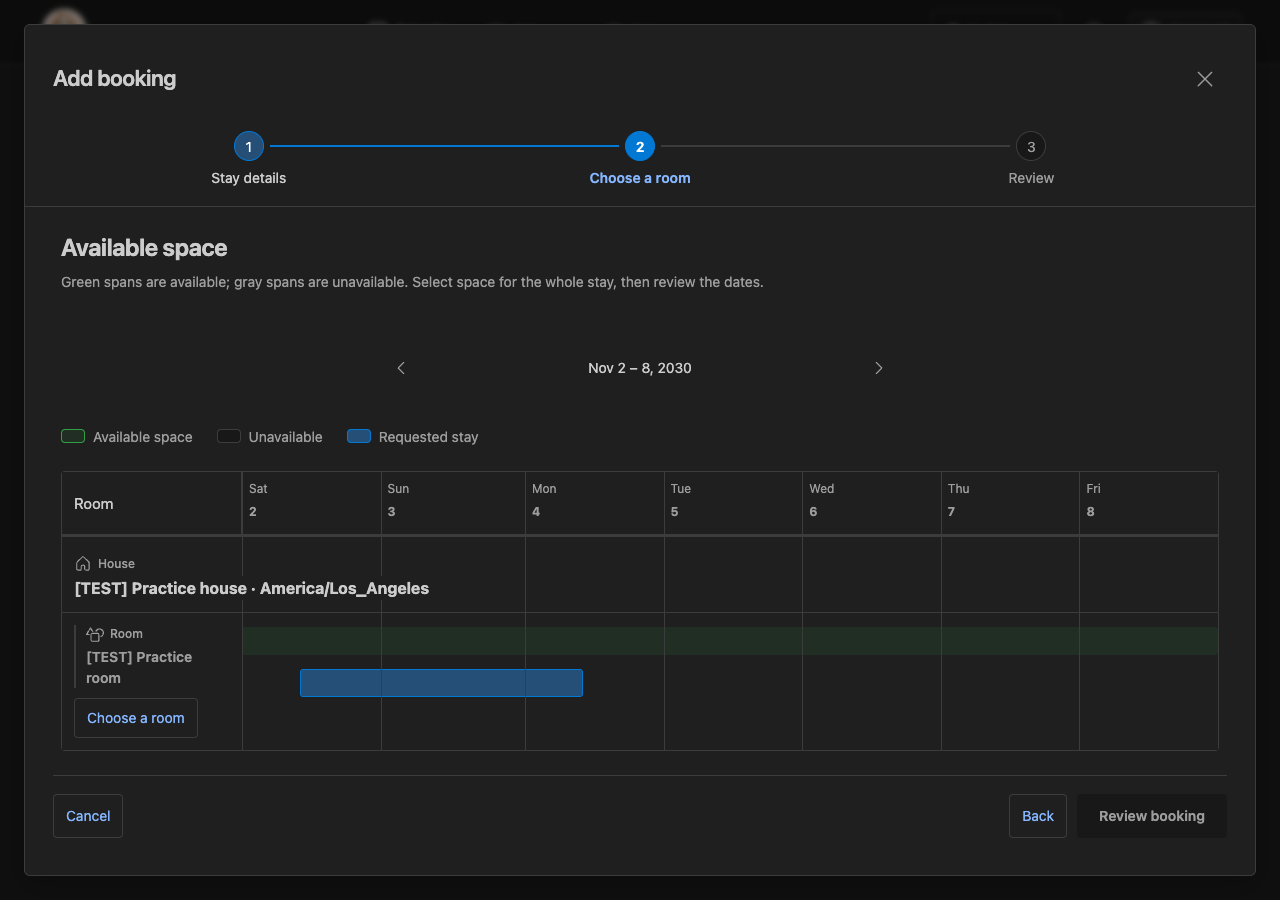 Add booking
1
2
3
Stay details
Choose a room
Review
Available space
Green spans are available; gray spans are unavailable. Select space for the whole stay, then review the dates.
Nov 2 – 8, 2030
Available space
Unavailable
Requested stay
Room
Sat
2
Sun
3
Mon
4
Tue
5
Wed
6
Thu
7
Fri
8
House
[TEST] Practice house · America/Los_Angeles
Room
[TEST] Practice
room
Choose a room
Cancel
Back
Review booking